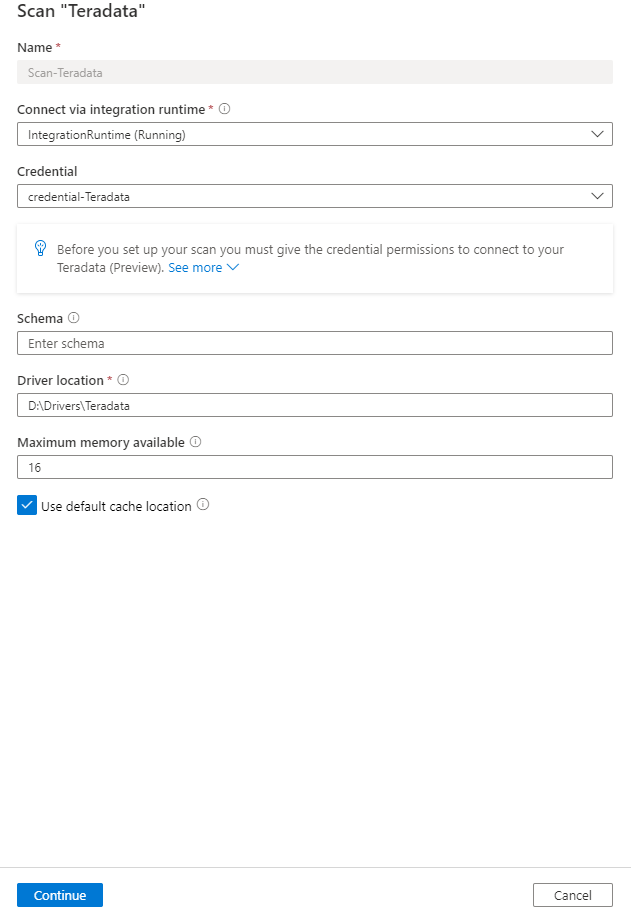 Scan "Teradata"
Name *
Scan-Teradata
Connect via integration runtime *
IntegrationRuntime (Running)
Credential
credential-Teradata
Before you set up your scan you must give the credential permissions to connect to your
Teradata (Preview). See more
Schema
Enter schema
Driver location *
D:\Drivers\Teradata
Maximum memory available
16
Use default cache location
Continue
Cancel